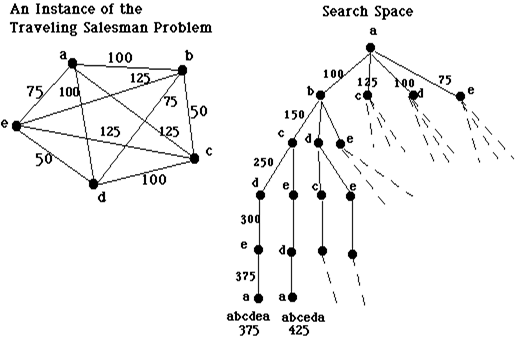 An Instance of the
Traveling Salesman Problem
a
100
b
75
100
125
75
50
e
125
125
c
50
100
d
Search Space
a
100
125
100
75
b
c
d
e
150
c
d
e
250
d
e
c
e
300
e
d
375
a
a
abcdea
375
abceda
425